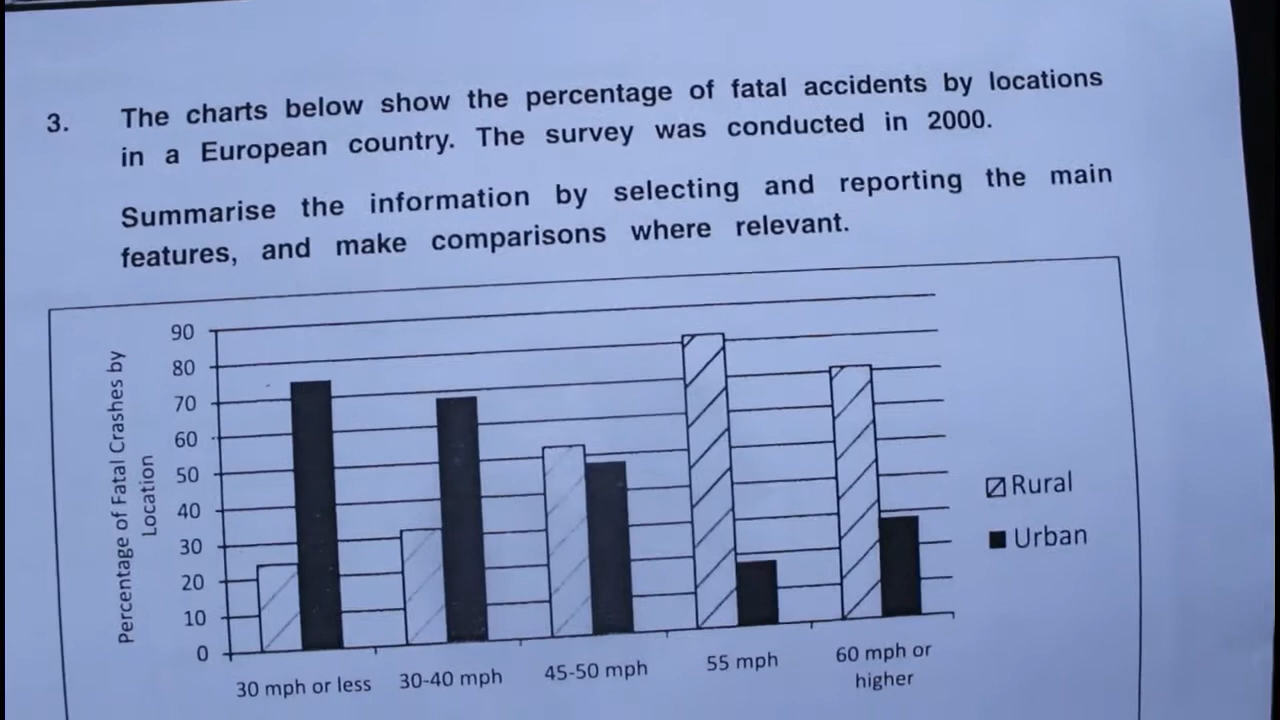 3. The charts below show the percentage of fatal accidents by locations
in a European country. The survey was conducted in 2000.
Summarise the information by selecting and reporting the main
features, and make comparisons where relevant.
Percentage of Fatal Crashes by
Location
90
80
70
60
50
40
30
20
10
0
30 mph or less
30-40 mph
45-50 mph
55 mph
60 mph or
higher
Rural
Urban